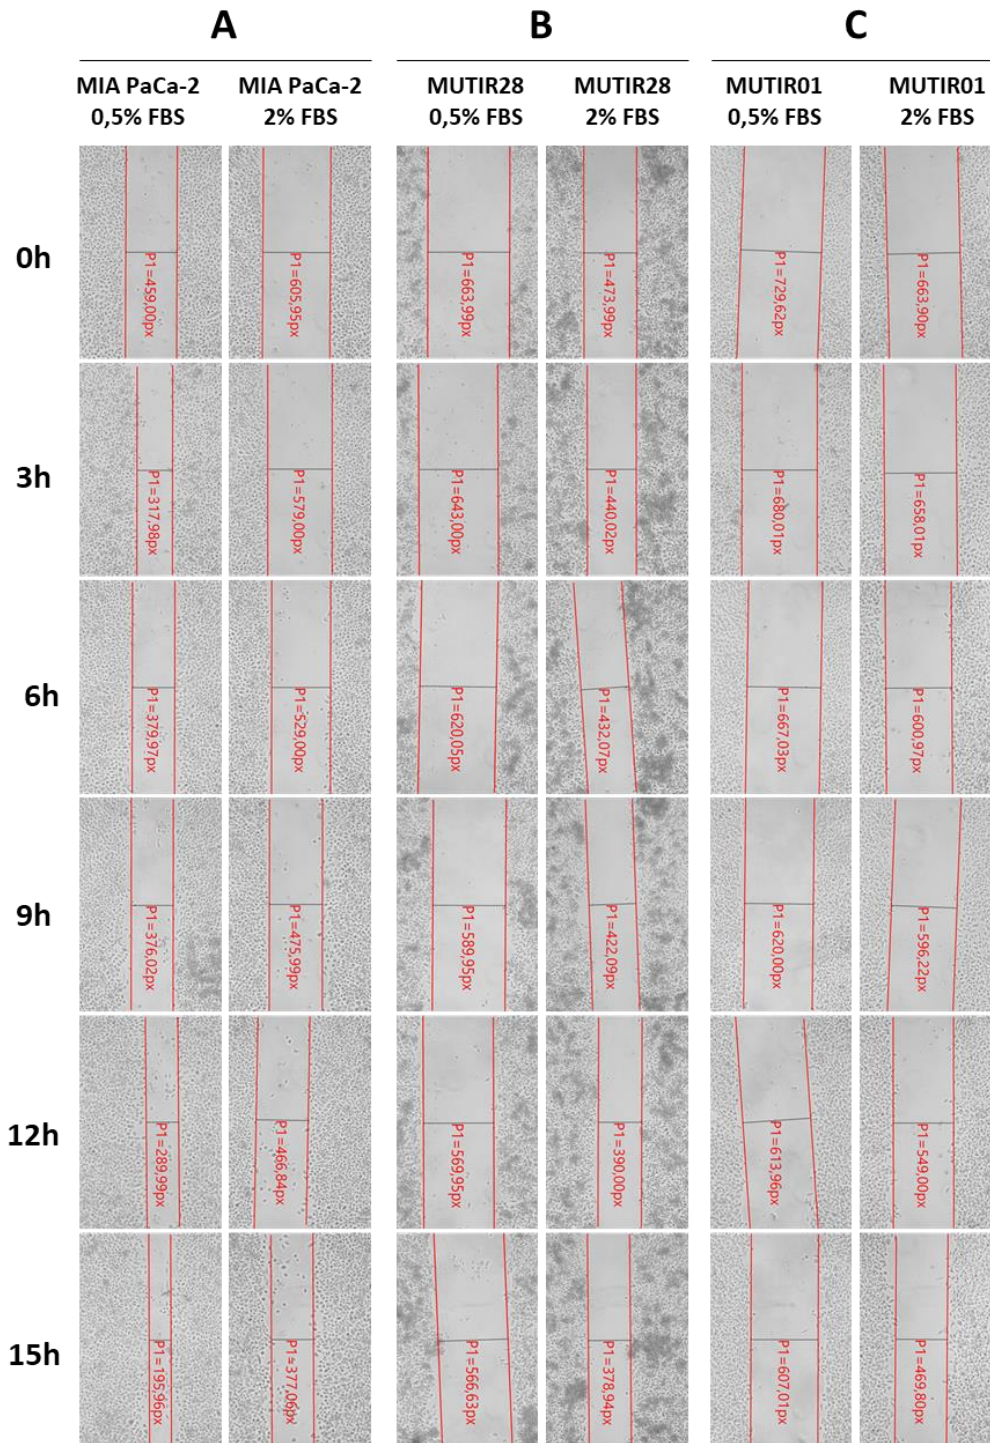 A
B
C
MIA PaCa-2
0,5% FBS
MIA PaCa-2
2% FBS
MUTIR28
0,5% FBS
MUTIR28
2% FBS
MUTIR01
0,5% FBS
MUTIR01
2% FBS
0h
P1=459,00px
P1=605,95px
P1=663,99px
P1=473,99px
P1=729,62px
P1=663,90px
3h
P1=317,98px
P1=579,00px
P1=643,00px
P1=440,02px
P1=680,01px
P1=658,01px
6h
P1=379,97px
P1=529,00px
P1=620,05px
P1=432,07px
P1=667,03px
P1=600,97px
9h
P1=376,02px
P1=475,99px
P1=589,95px
P1=422,09px
P1=620,00px
P1=596,22px
12h
P1=289,99px
P1=466,84px
P1=569,95px
P1=390,00px
P1=613,96px
P1=549,00px
15h
P1=195,96px
P1=377,06px
P1=566,63px
P1=378,94px
P1=607,01px
P1=469,80px